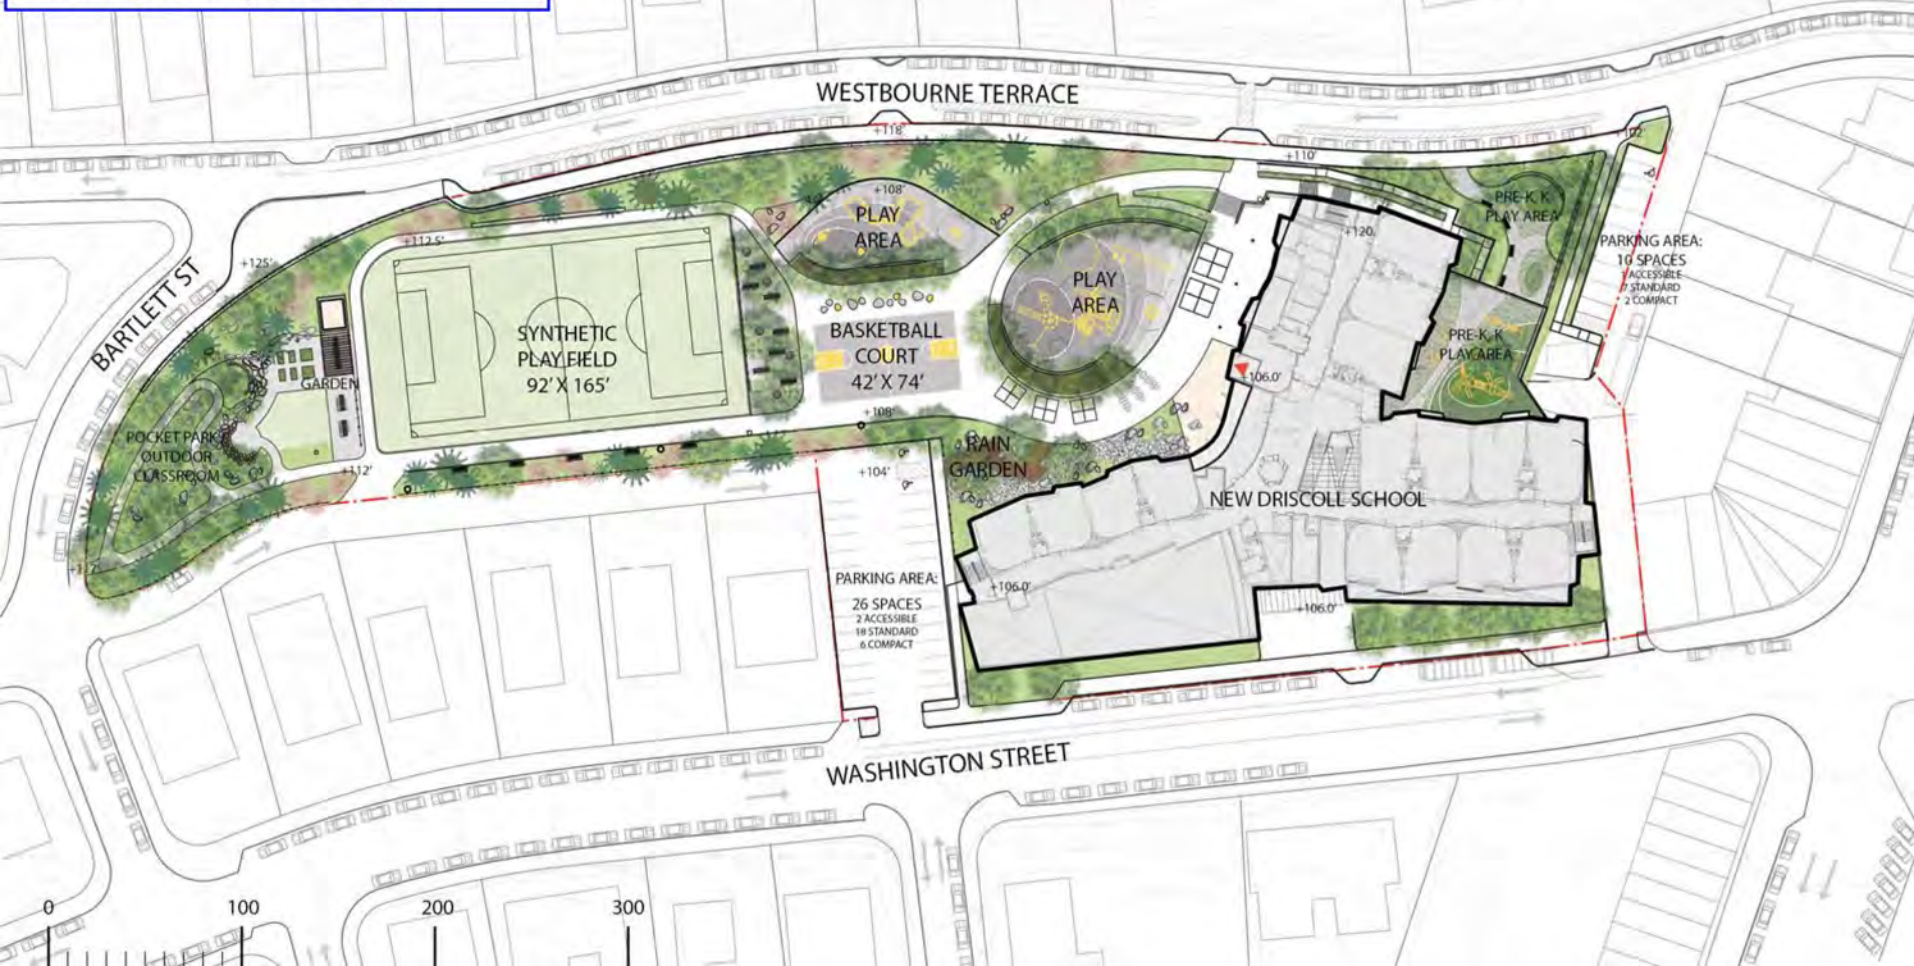 WESTBOURNE TERRACE
+118'
+102'
+110'
+108'
PLAY
AREA
PRE-K, K
PLAY AREA
+120.
+112.5'
PARKING AREA:
10 SPACES
1 ACCESSIBLE
7 STANDARD
2 COMPACT
+125'
BARTLETT ST
PLAY
AREA
SYNTHETIC
PLAY FIELD
92' X 165'
BASKETBALL
COURT
42' X 74'
PRE-K, K
PLAY AREA
GARDEN
+106.0'
+108'
POCKET PARK/
OUTDOOR
CLASSROOM
+112'
RAIN
GARDEN
+104'
NEW DRISCOLL SCHOOL
PARKING AREA:
26 SPACES
2 ACCESSIBLE
18 STANDARD
6 COMPACT
+106.0'
+106.0'
WASHINGTON STREET
0 100 200 300